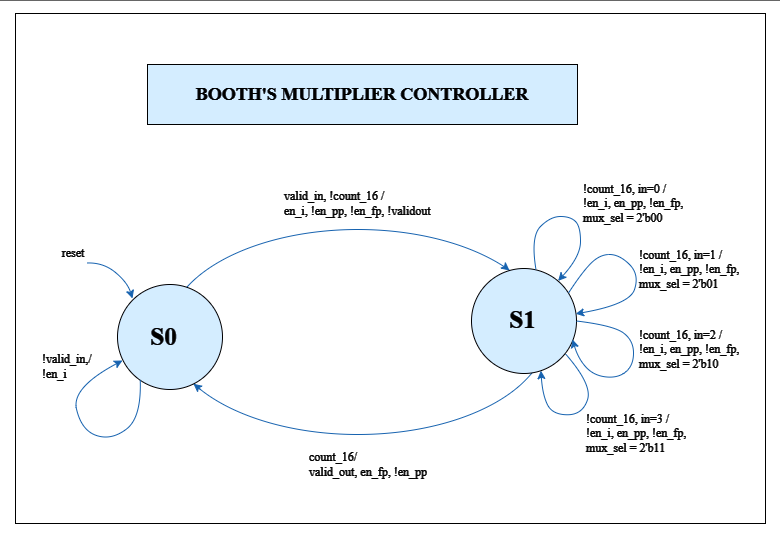 BOOTH'S MULTIPLIER CONTROLLER
valid_in, !count_16 /
en_i, !en_pp, !en_fp, !validout
!count_16, in=0 /
!en_i, en_pp, !en_fp,
mux_sel = 2'b00
reset
!count_16, in=1 /
!en_i, en_pp, !en_fp,
mux_sel = 2'b01
S0
S1
!valid_in,/
!en_i
!count_16, in=2 /
!en_i, en_pp, !en_fp,
mux_sel = 2'b10
!count_16, in=3 /
!en_i, en_pp, !en_fp,
mux_sel = 2'b11
count_16/
valid_out, en_fp, !en_pp